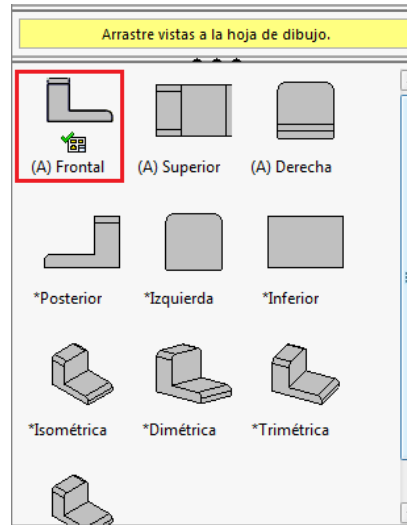 Arrastre vistas a la hoja de dibujo.
(A) Frontal (A) Superior (A) Derecha
*Posterior *Izquierda *Inferior
*Isométrica *Dimétrica *Trimétrica